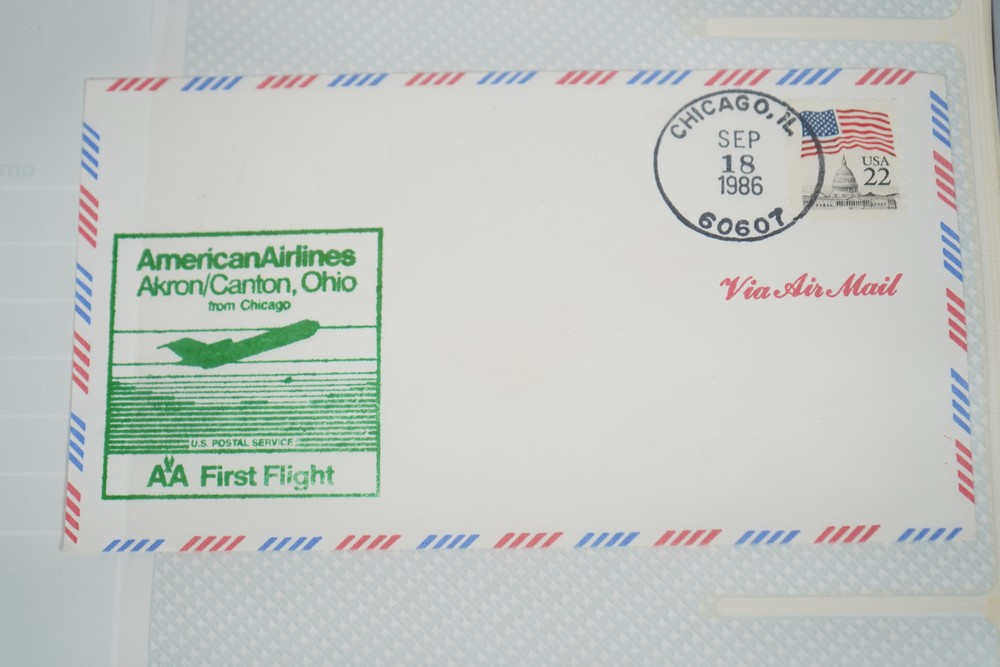 CHICAGO, IL
SEP
18
1986
60607
USA
22
Via Air Mail
AmericanAirlines
Akron/Canton, Ohio
from Chicago
U.S. POSTAL SERVICE
AA First Flight